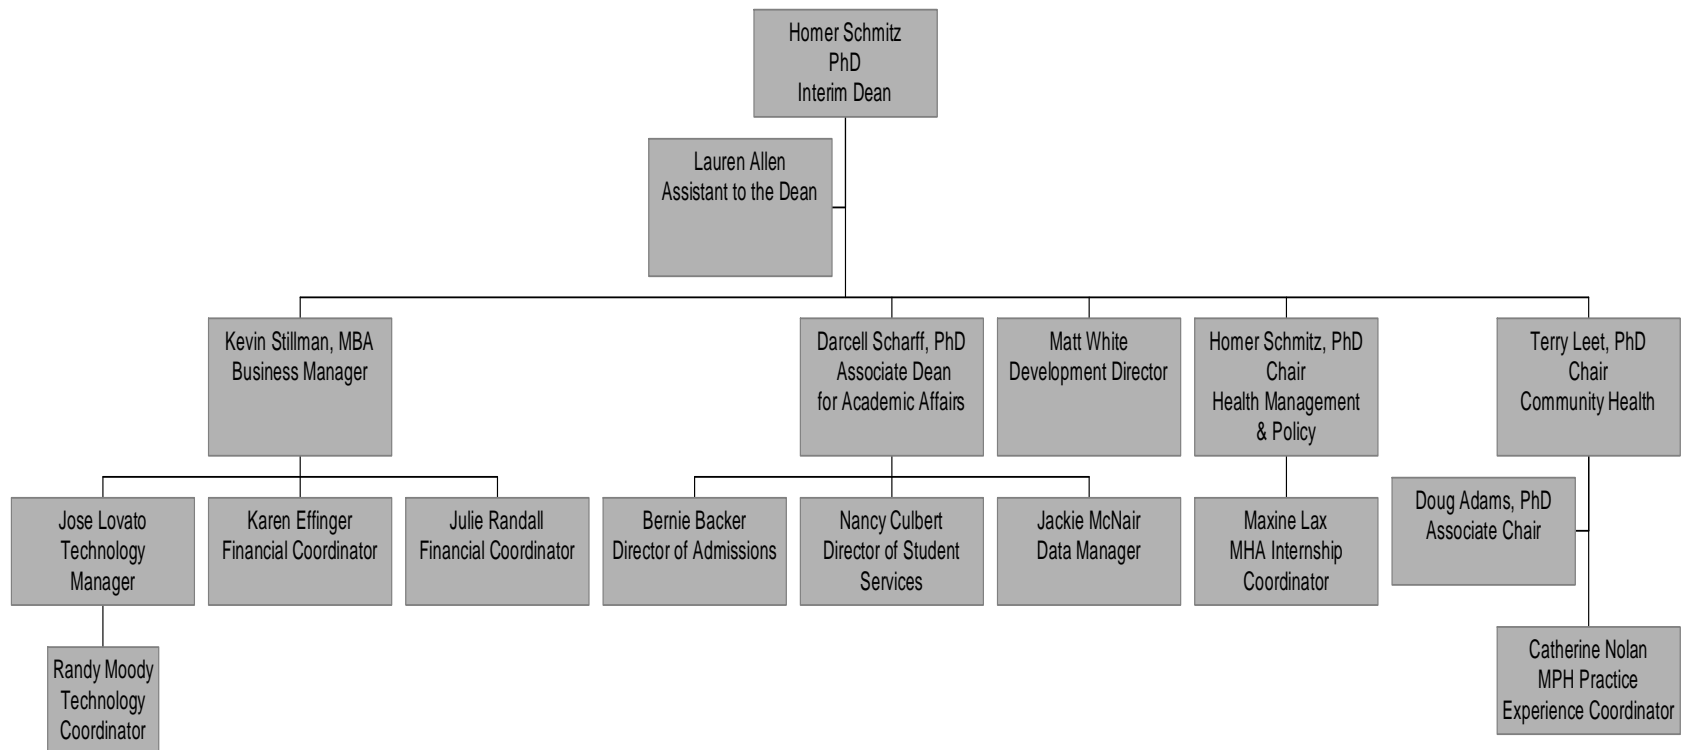 Homer Schmitz
PhD
Interim Dean
Lauren Allen
Assistant to the Dean
Kevin Stillman, MBA
Business Manager
Darcell Scharff, PhD
Associate Dean
for Academic Affairs
Matt White
Development Director
Homer Schmitz, PhD
Chair
Health Management
& Policy
Terry Leet, PhD
Chair
Community Health
Jose Lovato
Technology
Manager
Karen Effinger
Financial Coordinator
Julie Randall
Financial Coordinator
Bernie Backer
Director of Admissions
Nancy Culbert
Director of Student
Services
Jackie McNair
Data Manager
Maxine Lax
MHA Internship
Coordinator
Doug Adams, PhD
Associate Chair
Randy Moody
Technology
Coordinator
Catherine Nolan
MPH Practice
Experience Coordinator